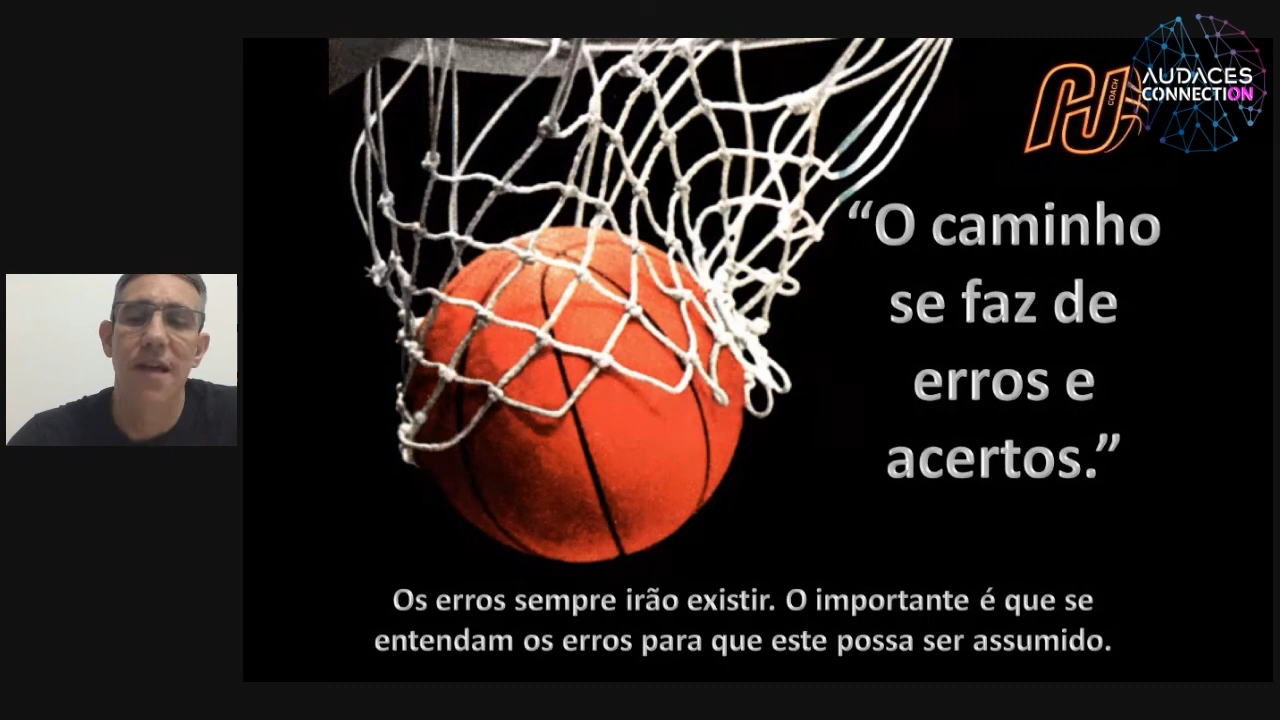 AUDACES
CONNECTION
COACH
“O caminho
se faz de
erros e
acertos.”
Os erros sempre irão existir. O importante é que se
entendam os erros para que este possa ser assumido.